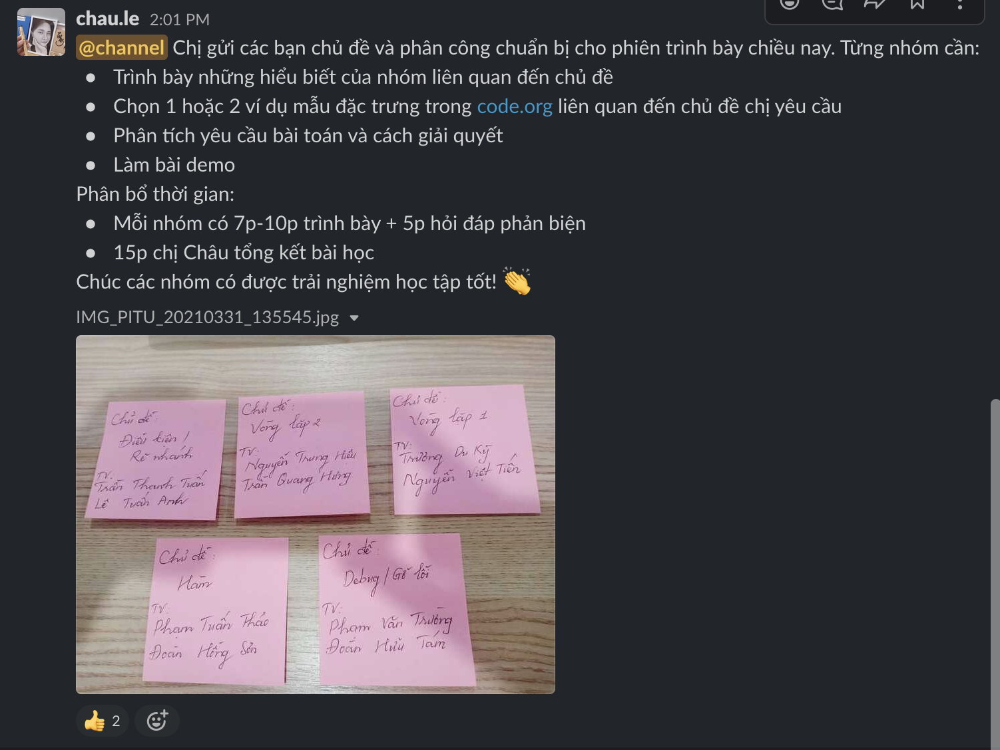 chau.le 2:01 PM
@channel Chị gửi các bạn chủ đề và phân công chuẩn bị cho phiên trình bày chiều nay. Từng nhóm cần:
● Trình bày những hiểu biết của nhóm liên quan đến chủ đề
● Chọn 1 hoặc 2 ví dụ mẫu đặc trưng trong code.org liên quan đến chủ đề chị yêu cầu
● Phân tích yêu cầu bài toán và cách giải quyết
● Làm bài demo
Phân bổ thời gian:
● Mỗi nhóm có 7p-10p trình bày + 5p hỏi đáp phản biện
● 15p chị Châu tổng kết bài học
Chúc các nhóm có được trải nghiệm học tập tốt! 👏
IMG_PITU_20210331_135545.jpg
Chủ đề:
Điều kiện /
Rẽ nhánh
TV:
Trần Thanh Tuấn
Lê Tuấn Anh
Chủ đề:
Vòng lặp 2
TV:
Nguyễn Trung Hiếu
Trần Quang Hưng
Chủ đề:
Vòng lặp 1
TV:
Trương Du Kỳ
Nguyễn Việt Tiến
Chủ đề:
Hàm
TV:
Phạm Tuấn Thảo
Đoàn Hồng Sơn
Chủ đề:
Debug / Gỡ lỗi
TV:
Phạm Văn Trường
Đoàn Hữu Tâm
👍 2